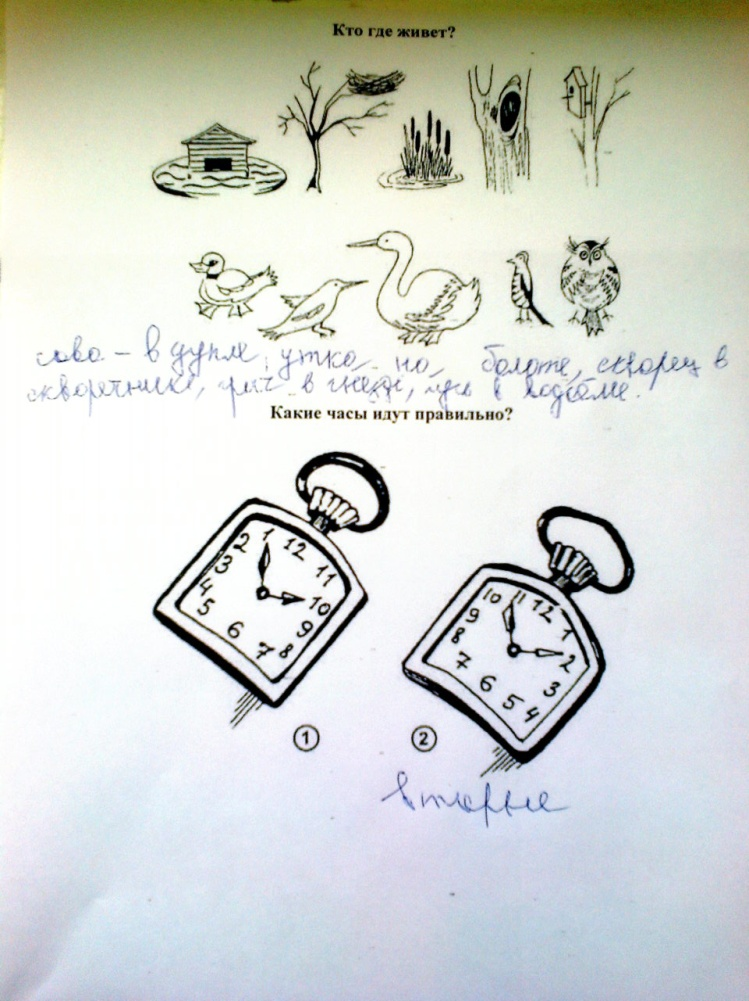 Кто где живет?
сова - в дупле, утка, на болоте, скворец в
скворечнике, грач в гнезде, гусь в водоёме.
Какие часы идут правильно?
1 12 11 10 9 8 7 6 5 4 3 2
10 11 12 1 2 3 4 5 6 7 8 9
1 2
вторые